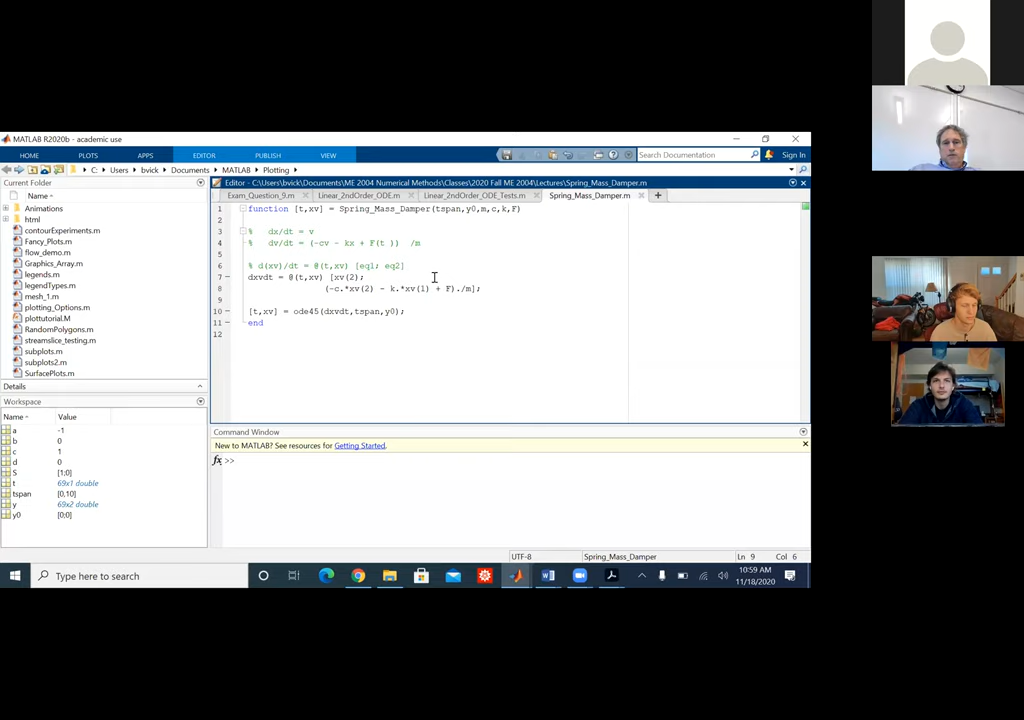 MATLAB R2020b - academic use
HOME PLOTS APPS EDITOR PUBLISH VIEW Search Documentation Sign In
C: Users bvick Documents MATLAB Plotting
Current Folder
Name
Animations
html
contourExperiments.m
Fancy_Plots.m
flow_demo.m
Graphics_Array.m
legends.m
legendTypes.m
mesh_1.m
plotting_Options.m
plottutorial.M
RandomPolygons.m
streamslice_testing.m
subplots.m
subplots2.m
SurfacePlots.m
Details
Workspace
Name Value
a -1
b 0
c 1
d 0
S [1;0]
t 69x1 double
tspan [0,10]
y 69x2 double
y0 [0;0]
Editor - C:\Users\bvick\Documents\ME 2004 Numerical Methods\Classes\2020 Fall ME 2004\Lectures\Spring_Mass_Damper.m
Exam_Question_9.m Linear_2ndOrder_ODE.m Linear_2ndOrder_ODE_Tests.m Spring_Mass_Damper.m
1 function [t,xv] = Spring_Mass_Damper(tspan,y0,m,c,k,F)
2
3 % dx/dt = v
4 % dv/dt = (-cv - kx + F(t )) /m
5
6 % d(xv)/dt = @(t,xv) [eq1; eq2]
7 dxvdt = @(t,xv) [xv(2);
8 (-c.*xv(2) - k.*xv(1) + F)./m];
9
10 [t,xv] = ode45(dxvdt,tspan,y0);
11 end
12
Command Window
New to MATLAB? See resources for Getting Started.
fx >>
UTF-8 Spring_Mass_Damper Ln 9 Col 6
Type here to search
10:59 AM
11/18/2020